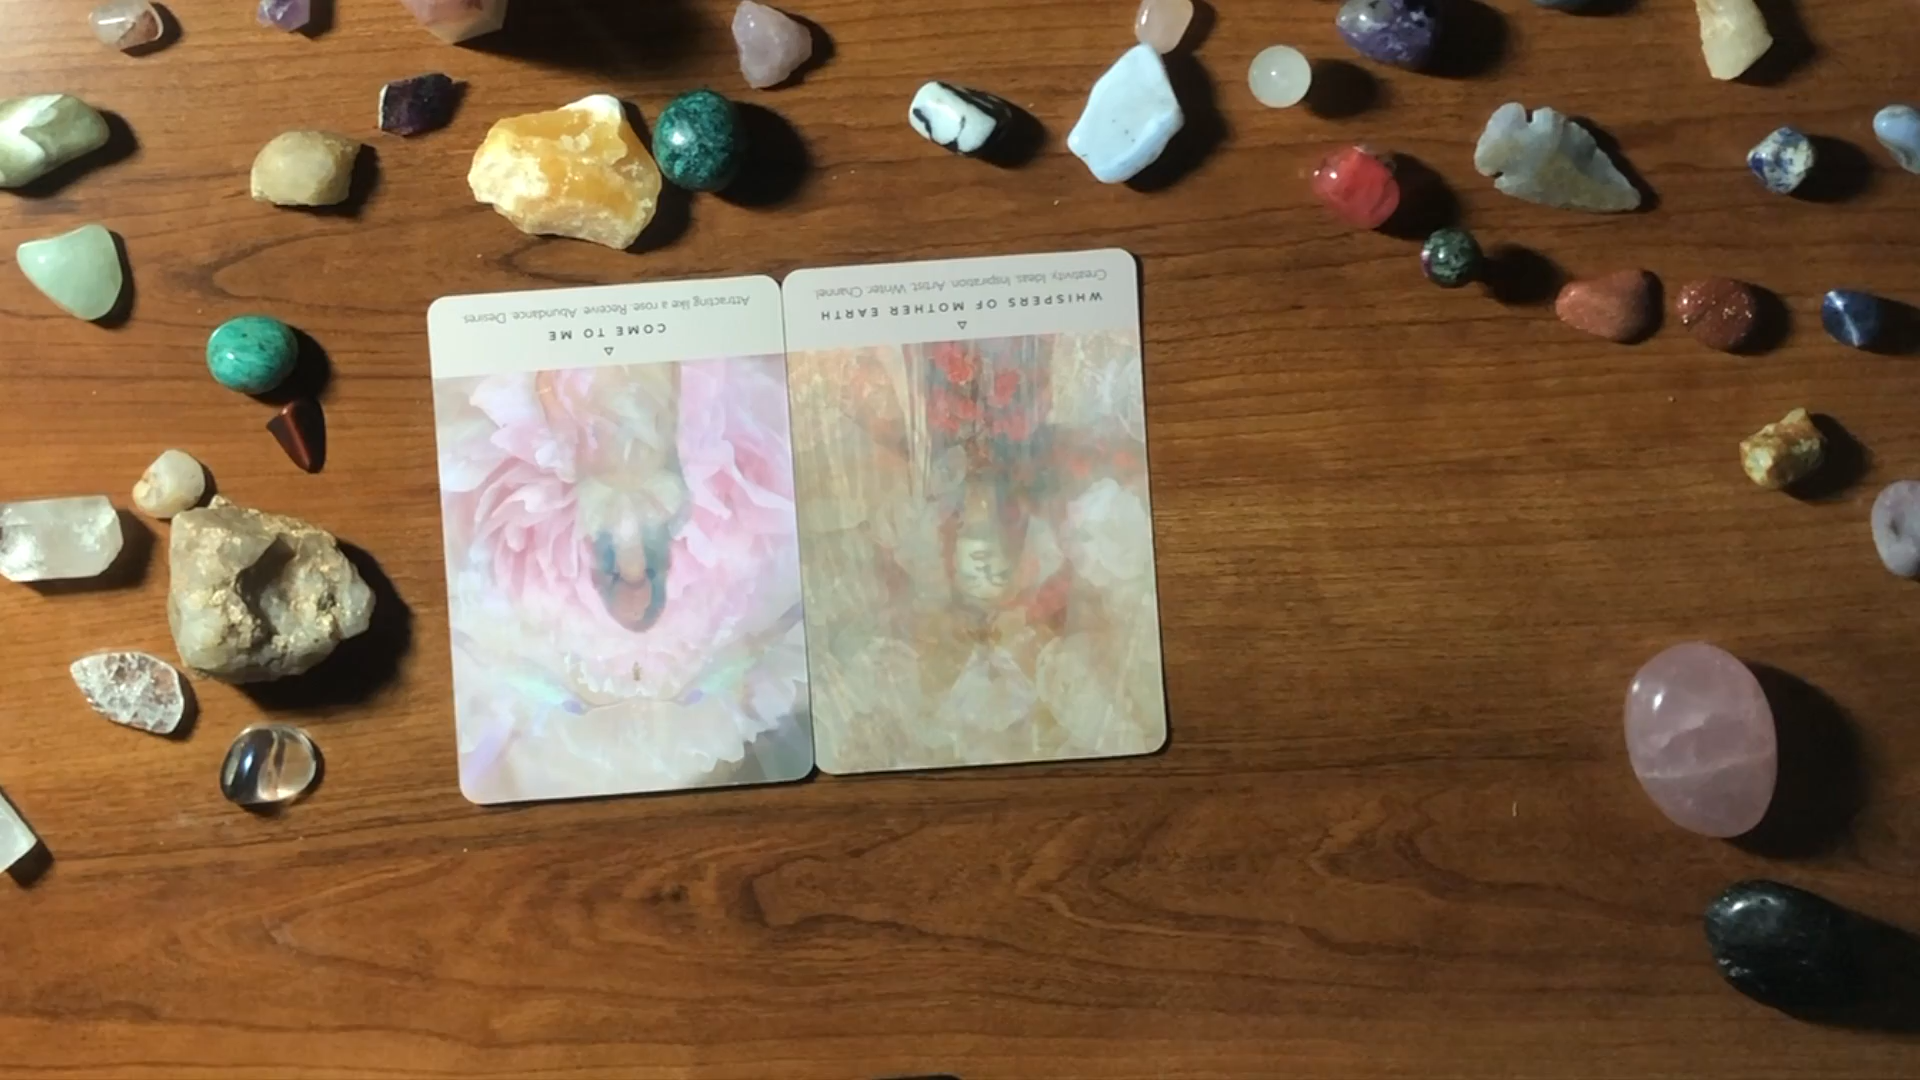 COME TO ME
Attracting like a rose. Receive. Abundance. Desires.
WHISPERS OF MOTHER EARTH
Creativity. Ideas. Inspiration. Artist. Writer. Channel.